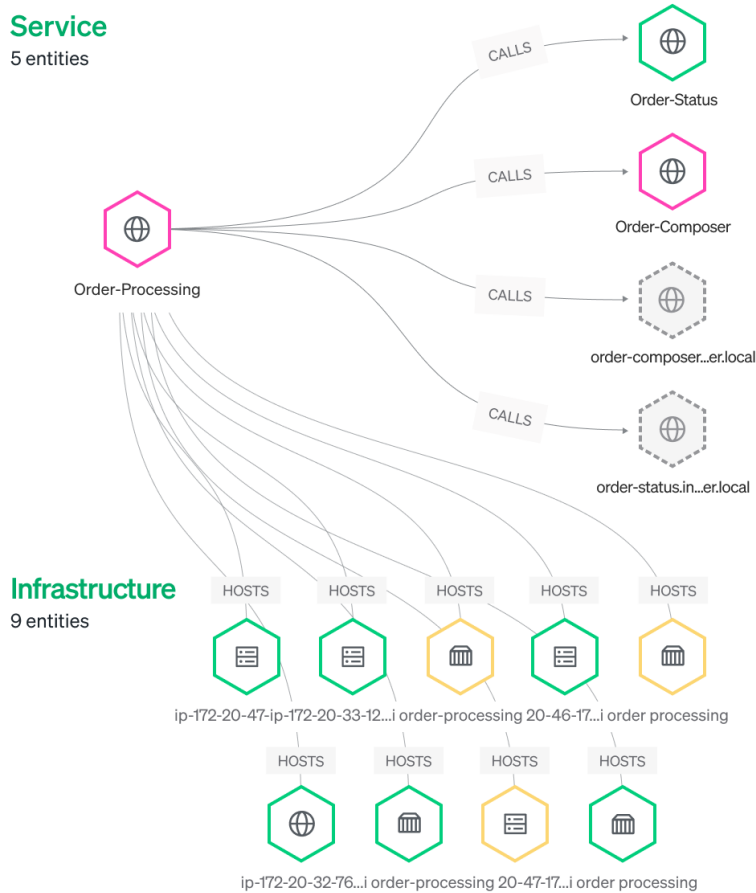 Service
5 entities
CALLS
Order-Status
CALLS
Order-Composer
Order-Processing
CALLS
order-composer...er.local
CALLS
order-status.in...er.local
Infrastructure
9 entities
HOSTS HOSTS HOSTS HOSTS HOSTS
ip-172-20-47-ip-172-20-33-12...i order-processing 20-46-17...i order processing
HOSTS HOSTS HOSTS HOSTS
ip-172-20-32-76...i order-processing 20-47-17...i order processing